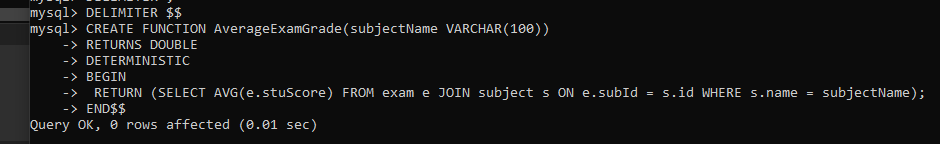 mysql> DELIMITER $$
mysql> CREATE FUNCTION AverageExamGrade(subjectName VARCHAR(100))
    -> RETURNS DOUBLE
    -> DETERMINISTIC
    -> BEGIN
    ->  RETURN (SELECT AVG(e.stuScore) FROM exam e JOIN subject s ON e.subId = s.id WHERE s.name = subjectName);
    -> END$$
Query OK, 0 rows affected (0.01 sec)